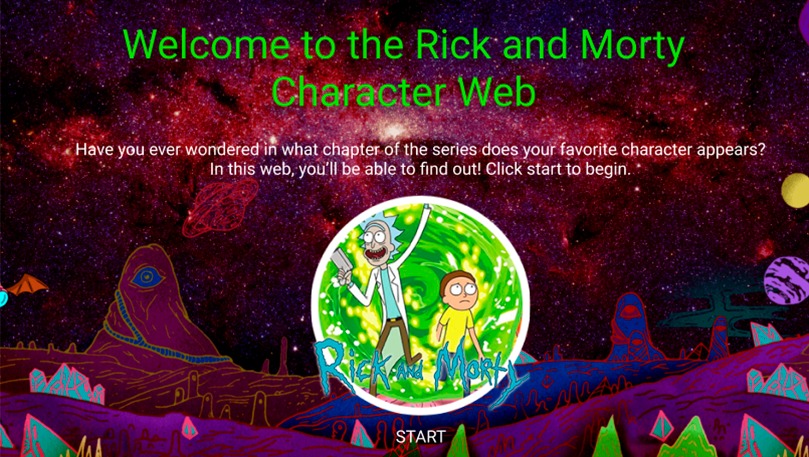 Welcome to the Rick and Morty
Character Web
Have you ever wondered in what chapter of the series does your favorite character appears?
In this web, you'll be able to find out! Click start to begin.
Rick and Morty
START